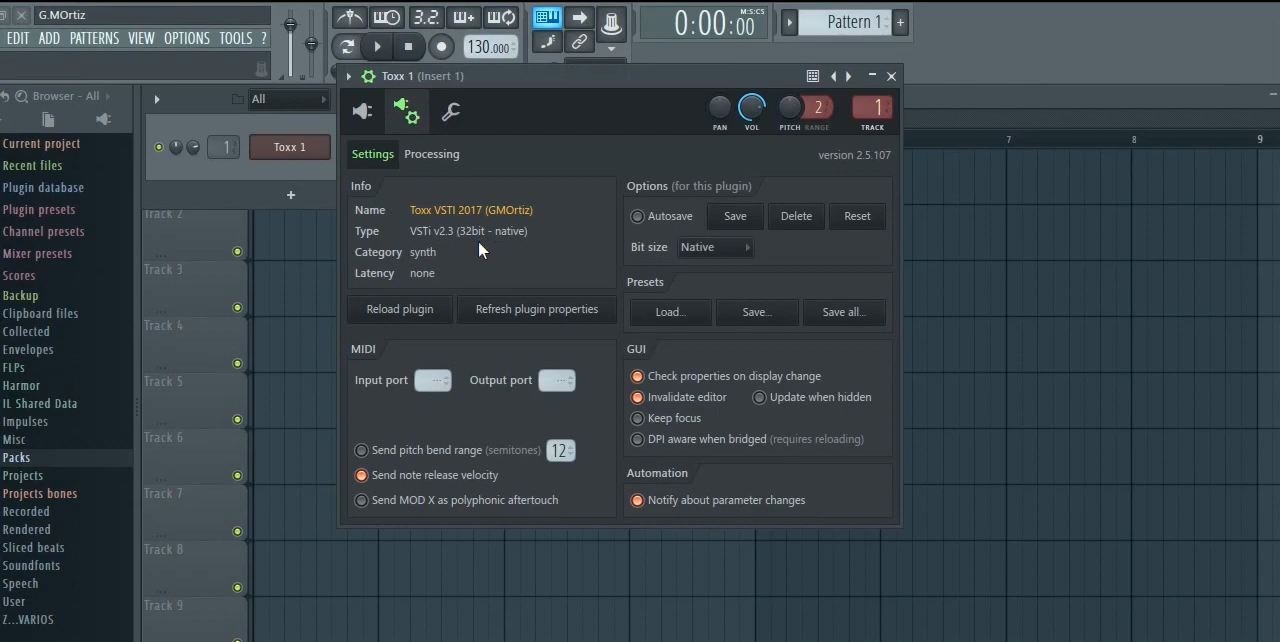 G.MOrtiz
EDIT ADD PATTERNS VIEW OPTIONS TOOLS ?
3.2.
130.000
M:S:CS
0:00:00
Pattern 1
+
Browser - All
All
Current project
Recent files
Plugin database
Plugin presets
Channel presets
Mixer presets
Scores
Backup
Clipboard files
Collected
Envelopes
FLPs
Harmor
IL Shared Data
Impulses
Misc
Packs
Projects
Projects bones
Recorded
Rendered
Sliced beats
Soundfonts
Speech
User
Z...VARIOS
1
Toxx 1
+
Track 2
Track 3
Track 4
Track 5
Track 6
Track 7
Track 8
Track 9
7
8
9
Toxx 1 (Insert 1)
2
1
PAN VOL PITCH RANGE TRACK
Settings Processing
version 2.5.107
Info
Name Toxx VSTI 2017 (GMOrtiz)
Type VSTi v2.3 (32bit - native)
Category synth
Latency none
Reload plugin
Refresh plugin properties
Options (for this plugin)
Autosave
Save
Delete
Reset
Bit size Native
Presets
Load...
Save...
Save all...
MIDI
Input port ---
Output port ---
Send pitch bend range (semitones) 12
Send note release velocity
Send MOD X as polyphonic aftertouch
GUI
Check properties on display change
Invalidate editor
Update when hidden
Keep focus
DPI aware when bridged (requires reloading)
Automation
Notify about parameter changes